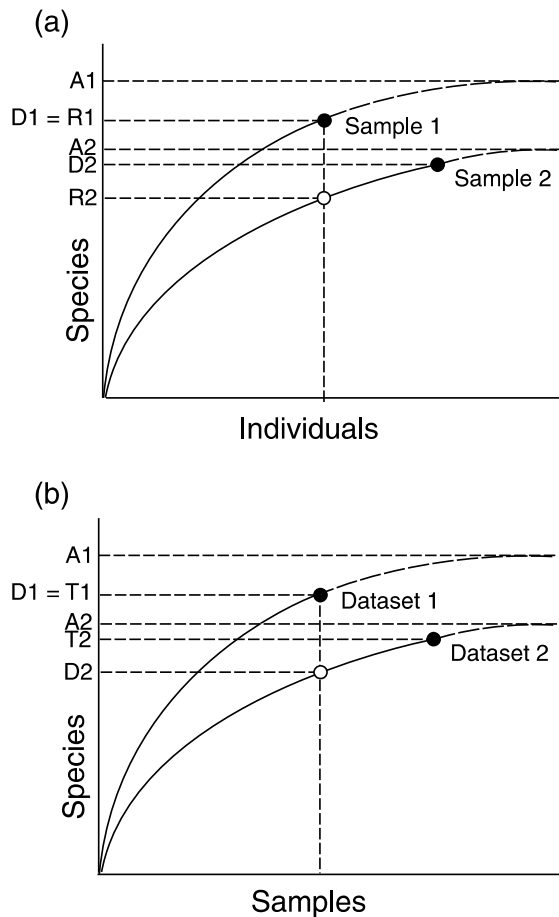 (a)
A1
D1 = R1
Sample 1
A2
D2
Sample 2
R2
Species
Individuals
(b)
A1
D1 = T1
Dataset 1
A2
T2
Dataset 2
D2
Species
Samples